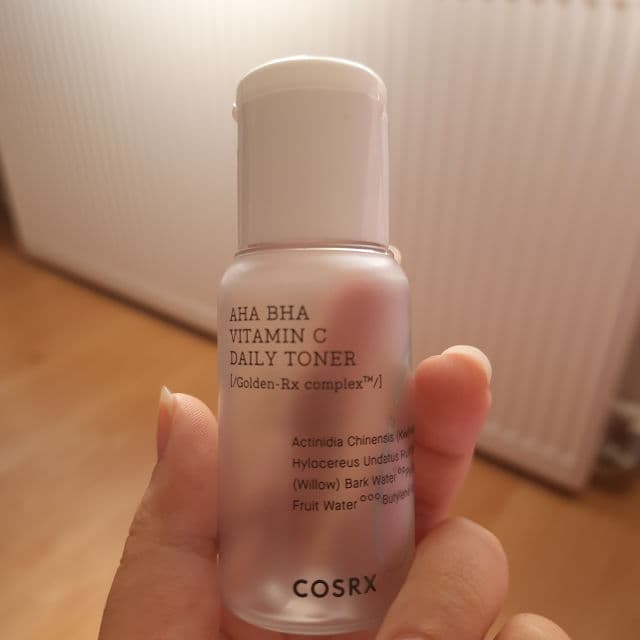 AHA BHA
VITAMIN C
DAILY TONER
[/Golden-Rx complex™/]
Actinidia Chinensis
Hylocereus Undatus
(Willow) Bark Water
Fruit Water °°°
COSRX